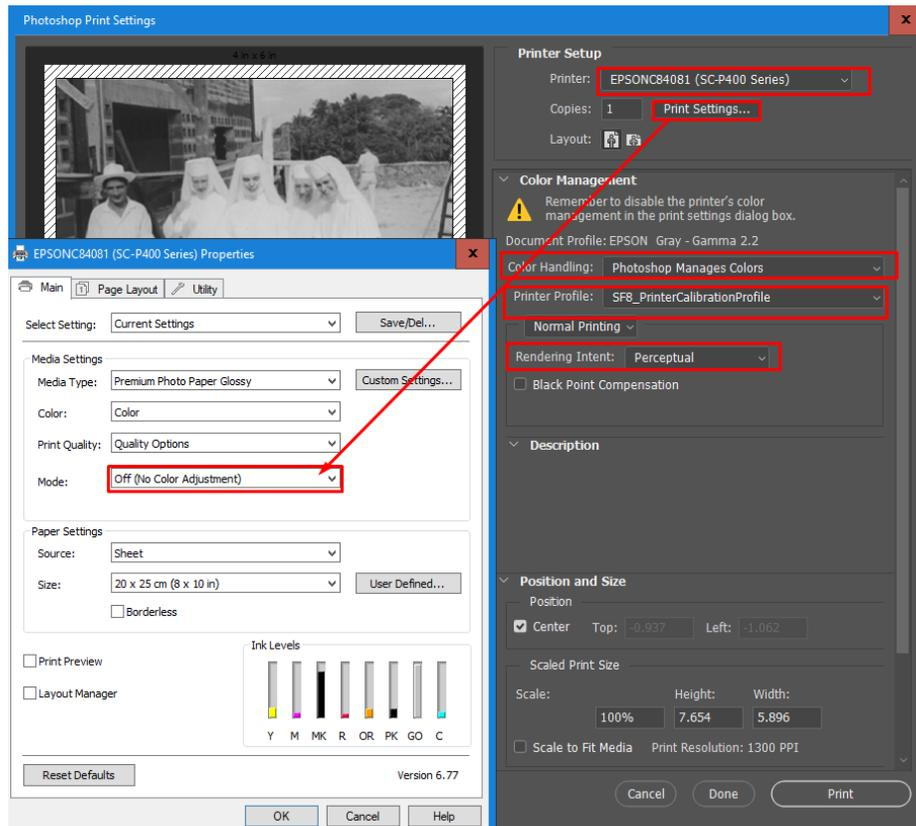 Photoshop Print Settings
x
4 in x 6 in
Printer Setup
Printer: EPSONC84081 (SC-P400 Series)
Copies: 1 Print Settings...
Layout:
Color Management
Remember to disable the printer's color
management in the print settings dialog box.
Document Profile: EPSON Gray - Gamma 2.2
Color Handling: Photoshop Manages Colors
Printer Profile: SF8_PrinterCalibrationProfile
Normal Printing
Rendering Intent: Perceptual
Black Point Compensation
Description
Position and Size
Position
Center Top: -0.937 Left: -1.062
Scaled Print Size
Scale: Height: Width:
100% 7.654 5.896
Scale to Fit Media Print Resolution: 1300 PPI
Cancel Done Print
EPSONC84081 (SC-P400 Series) Properties
x
Main Page Layout Utility
Select Setting: Current Settings Save/Del...
Media Settings
Media Type: Premium Photo Paper Glossy Custom Settings...
Color: Color
Print Quality: Quality Options
Mode: Off (No Color Adjustment)
Paper Settings
Source: Sheet
Size: 20 x 25 cm (8 x 10 in) User Defined...
Borderless
Print Preview
Layout Manager
Ink Levels
Y M MK R OR PK GO C
Reset Defaults Version 6.77
OK Cancel Help